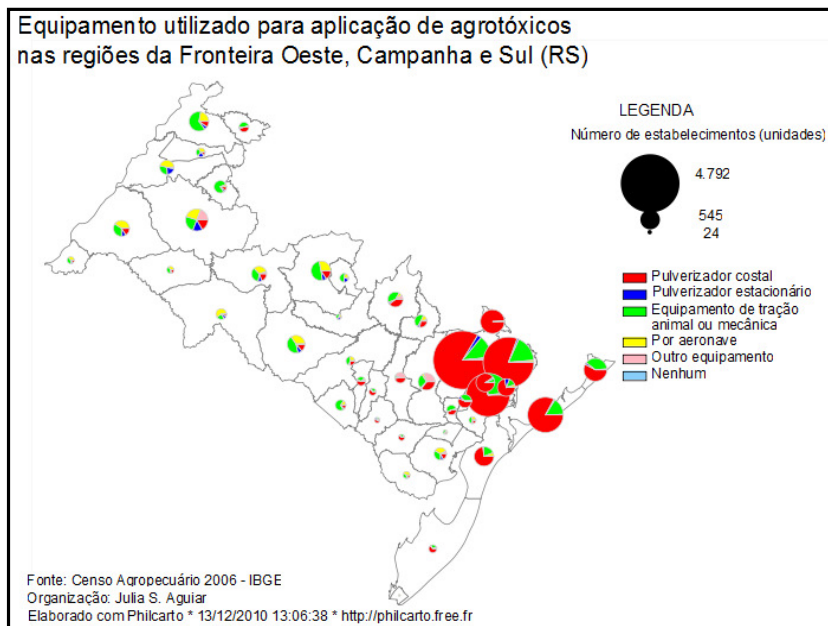 Equipamento utilizado para aplicação de agrotóxicos
nas regiões da Fronteira Oeste, Campanha e Sul (RS)
LEGENDA
Número de estabelecimentos (unidades)
4.792
545
24
Pulverizador costal
Pulverizador estacionário
Equipamento de tração
animal ou mecânica
Por aeronave
Outro equipamento
Nenhum
Fonte: Censo Agropecuário 2006 - IBGE
Organização: Julia S. Aguiar
Elaborado com Philcarto * 13/12/2010 13:06:38 * http://philcarto.free.fr